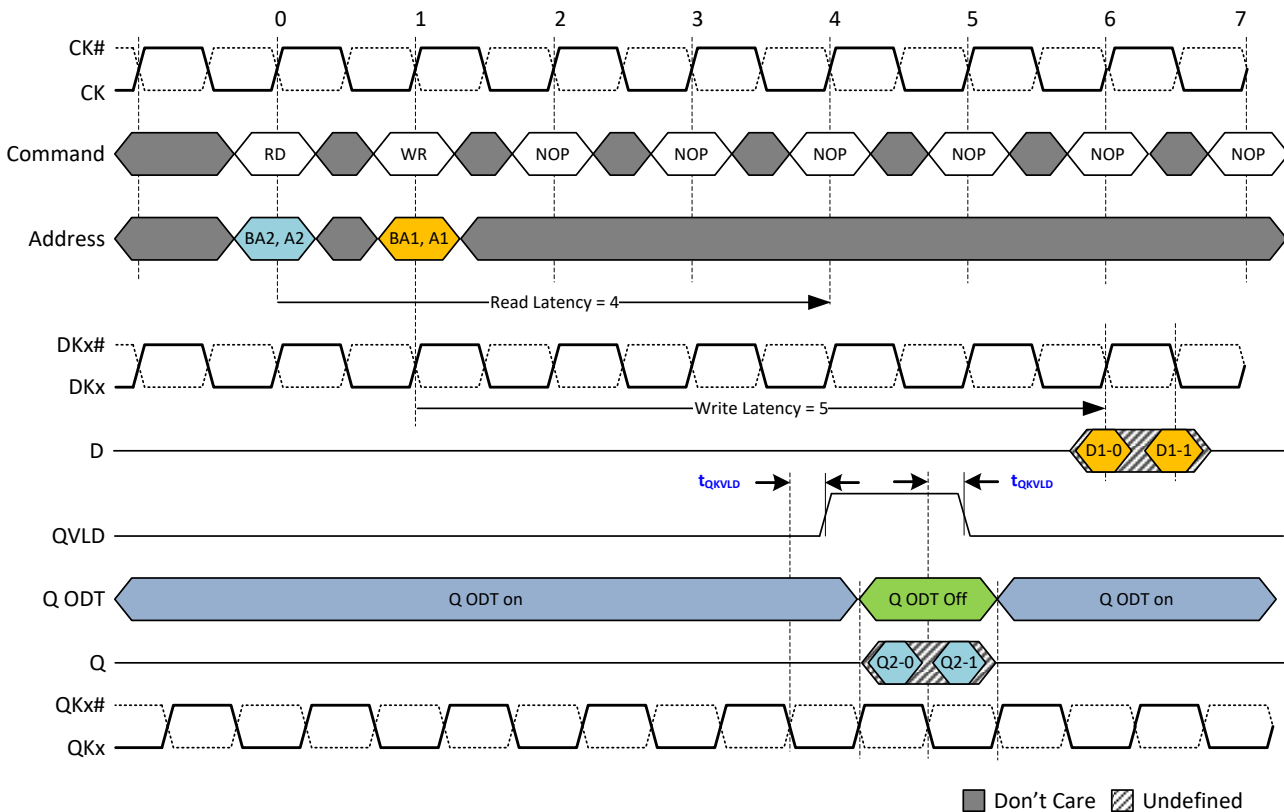 0 1 2 3 4 5 6 7
CK#
CK
Command RD WR NOP NOP NOP NOP NOP NOP
Address BA2, A2 BA1, A1
Read Latency = 4
DKx#
DKx
Write Latency = 5
D D1-0 D1-1
tQKVLD tQKVLD
QVLD
Q ODT Q ODT on Q ODT Off Q ODT on
Q Q2-0 Q2-1
QKx#
QKx
Don't Care Undefined